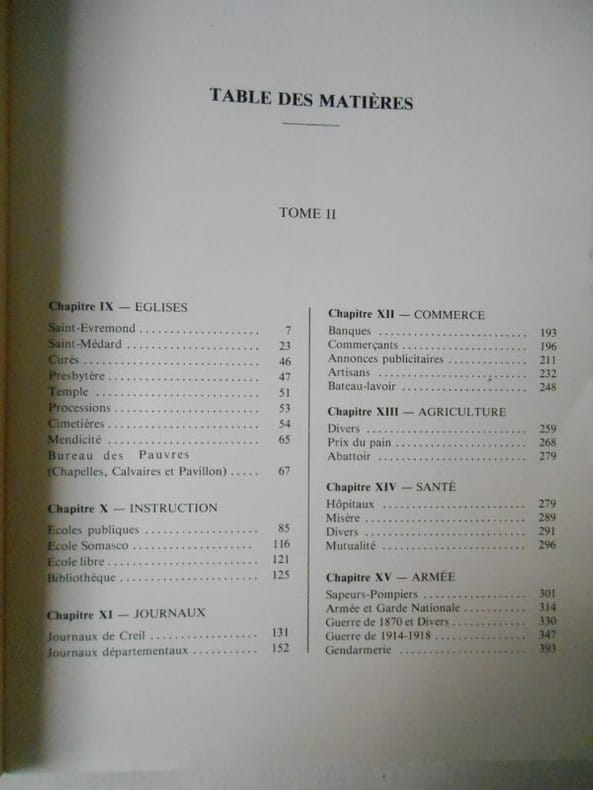 TABLE DES MATIÈRES
TOME II
Chapitre IX — EGLISES
Saint-Evremond . . . . . . . . . . . . . . . . . . . 7
Saint-Médard . . . . . . . . . . . . . . . . . . . . . 23
Curés . . . . . . . . . . . . . . . . . . . . . . . . . . . 46
Presbytère . . . . . . . . . . . . . . . . . . . . . . . . 47
Temple . . . . . . . . . . . . . . . . . . . . . . . . . 51
Processions . . . . . . . . . . . . . . . . . . . . . . . 53
Cimetières . . . . . . . . . . . . . . . . . . . . . . . . 54
Mendicité . . . . . . . . . . . . . . . . . . . . . . . . 65
Bureau des Pauvres
(Chapelles, Calvaires et Pavillon) . . . . . 67
Chapitre X — INSTRUCTION
Ecoles publiques . . . . . . . . . . . . . . . . . . 85
Ecole Somasco . . . . . . . . . . . . . . . . . . . 116
Ecole libre . . . . . . . . . . . . . . . . . . . . . . . 121
Bibliothèque . . . . . . . . . . . . . . . . . . . . . 125
Chapitre XI — JOURNAUX
Journaux de Creil . . . . . . . . . . . . . . . . . 131
Journaux départementaux . . . . . . . . . . 152
Chapitre XII — COMMERCE
Banques . . . . . . . . . . . . . . . . . . . . . . . 193
Commerçants . . . . . . . . . . . . . . . . . . . 196
Annonces publicitaires . . . . . . . . . . . . 211
Artisans . . . . . . . . . . . . . . . . . . . . . . . 232
Bateau-lavoir . . . . . . . . . . . . . . . . . . . 248
Chapitre XIII — AGRICULTURE
Divers . . . . . . . . . . . . . . . . . . . . . . . . 259
Prix du pain . . . . . . . . . . . . . . . . . . . . 268
Abattoir . . . . . . . . . . . . . . . . . . . . . . . 279
Chapitre XIV — SANTÉ
Hôpitaux . . . . . . . . . . . . . . . . . . . . . . 279
Misère . . . . . . . . . . . . . . . . . . . . . . . . . 289
Divers . . . . . . . . . . . . . . . . . . . . . . . . . 291
Mutualité . . . . . . . . . . . . . . . . . . . . . . 296
Chapitre XV — ARMÉE
Sapeurs-Pompiers . . . . . . . . . . . . . . . . 301
Armée et Garde Nationale . . . . . . . . . . 314
Guerre de 1870 et Divers . . . . . . . . . . . 330
Guerre de 1914-1918 . . . . . . . . . . . . . . 347
Gendarmerie . . . . . . . . . . . . . . . . . . . 393